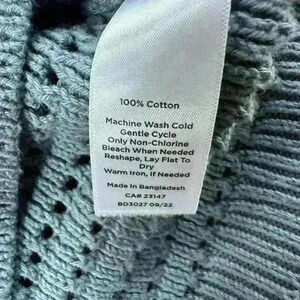 100% Cotton
Machine Wash Cold
Gentle Cycle
Only Non-Chlorine
Bleach When Needed
Reshape, Lay Flat To
Dry
Warm Iron, If Needed
Made In Bangladesh
CA# 23147
BD3027 09/22